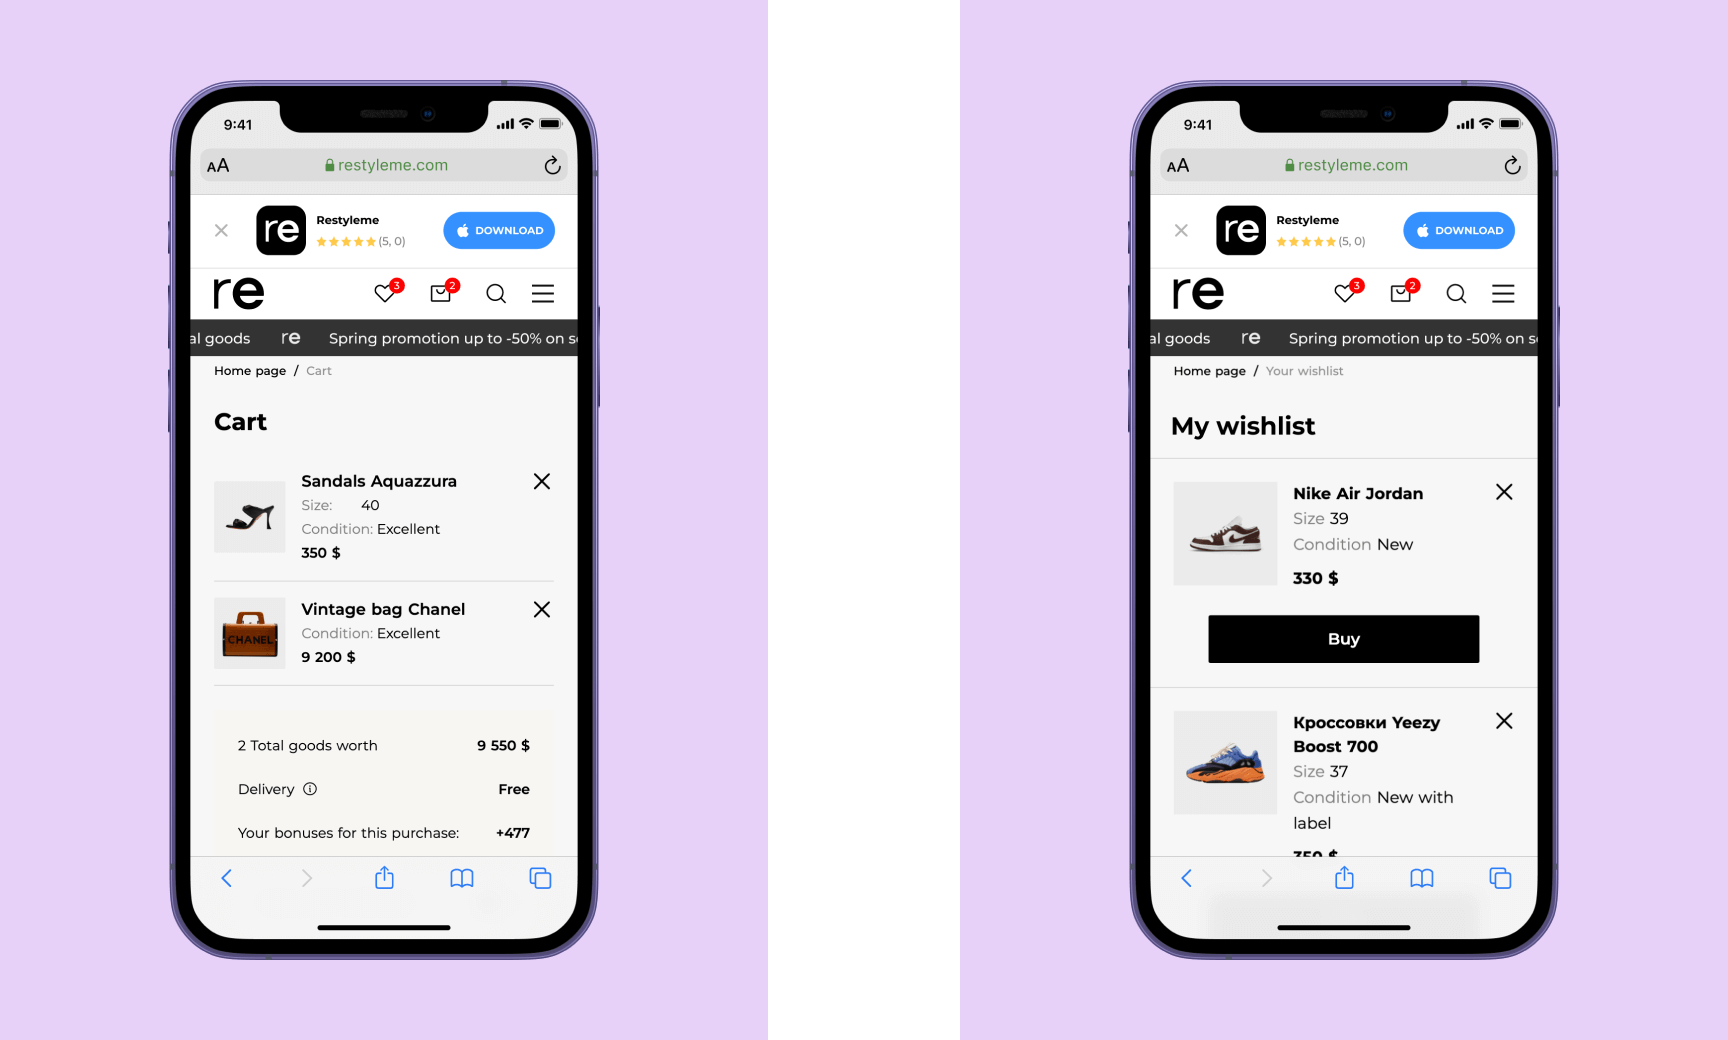 9:41
AA
restyleme.com
re
Restyleme
(5, 0)
DOWNLOAD
re
3
2
al goods re Spring promotion up to -50% on s
Home page / Cart
Cart
Sandals Aquazzura
Size: 40
Condition: Excellent
350 $
CHANEL
Vintage bag Chanel
Condition: Excellent
9 200 $
2 Total goods worth 9 550 $
Delivery Free
Your bonuses for this purchase: +477
9:41
AA
restyleme.com
re
Restyleme
(5, 0)
DOWNLOAD
re
3
2
al goods re Spring promotion up to -50% on s
Home page / Your wishlist
My wishlist
Nike Air Jordan
Size 39
Condition New
330 $
Buy
Кроссовки Yeezy
Boost 700
Size 37
Condition New with
label
350 $